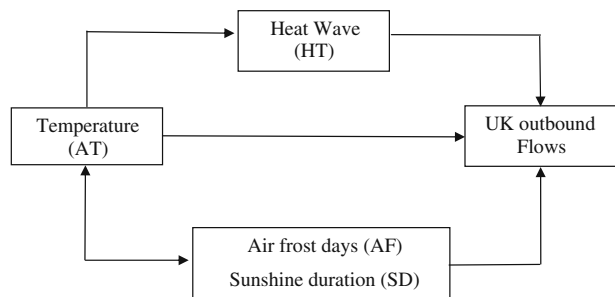 Heat Wave
(HT)
Temperature
(AT)
UK outbound
Flows
Air frost days (AF)
Sunshine duration (SD)